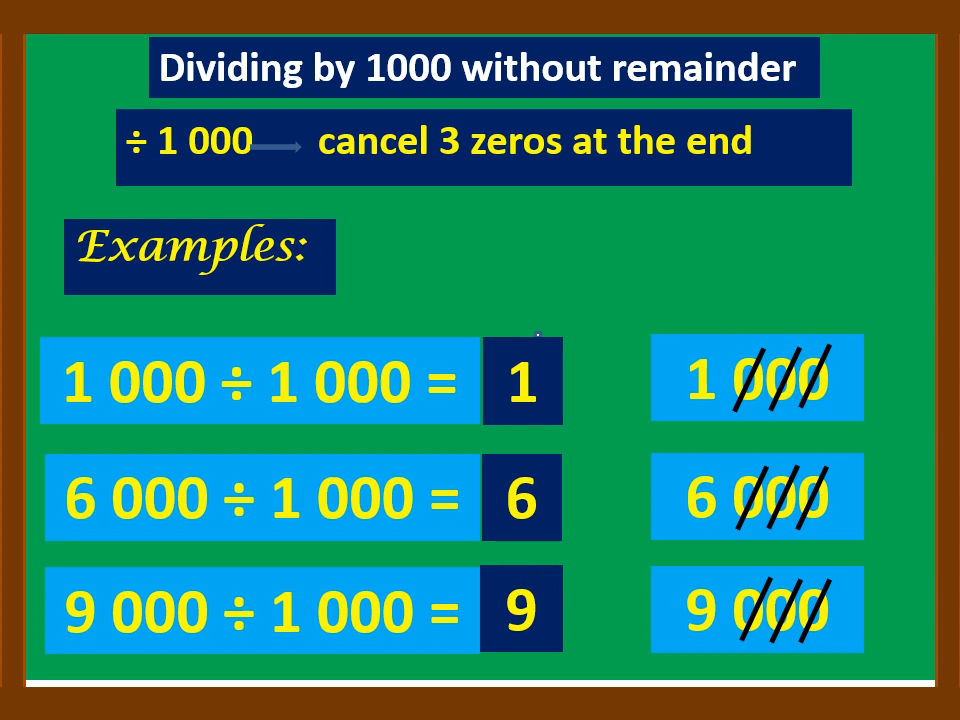 Dividing by 1000 without remainder
÷ 1 000 cancel 3 zeros at the end
Examples:
1 000 ÷ 1 000 = 1 1 000
6 000 ÷ 1 000 = 6 6 000
9 000 ÷ 1 000 = 9 9 000